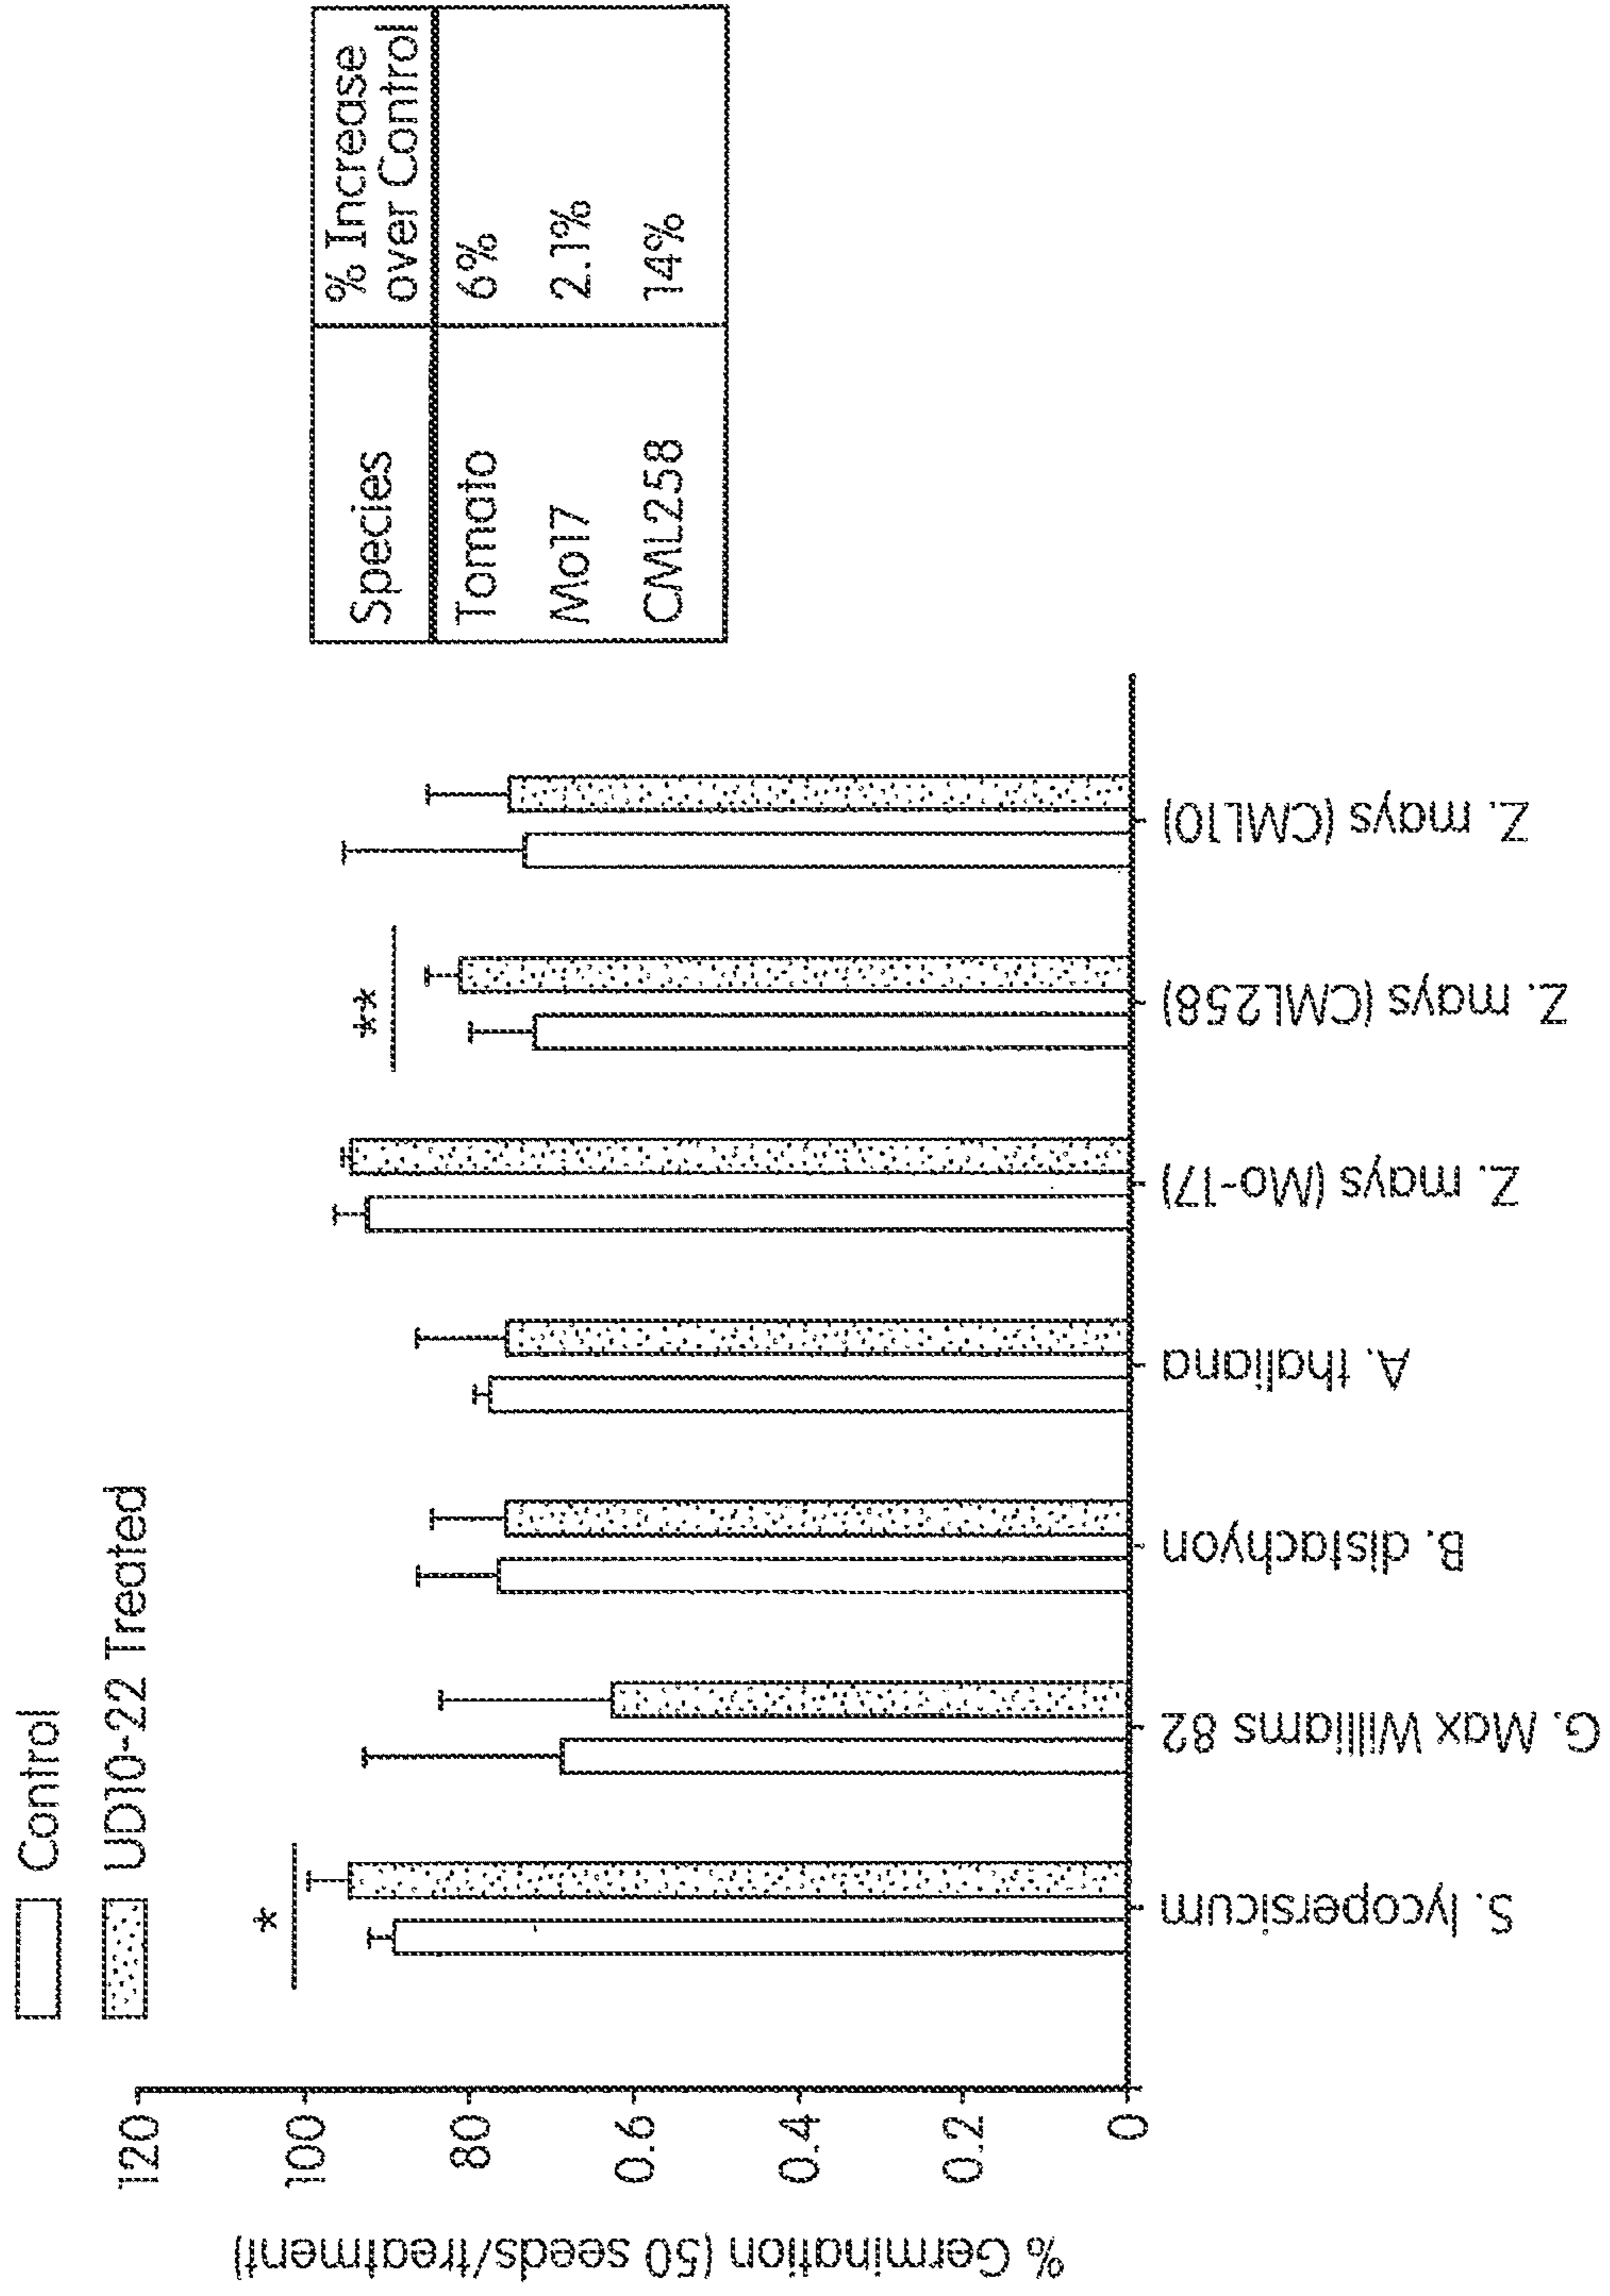 Control
UD10-22 Treated
% Germination (50 seeds/treatment)
120
100
80
0.6
0.4
0.2
0
*
**
S. lycopersicum
G. Max Williams 82
B. distachyon
A. thaliana
Z. mays (Mo-17)
Z. mays (CML258)
Z. mays (CML10)
Species
% Increase
over Control
Tomato 6%
Mo17 2.1%
CML258 14%